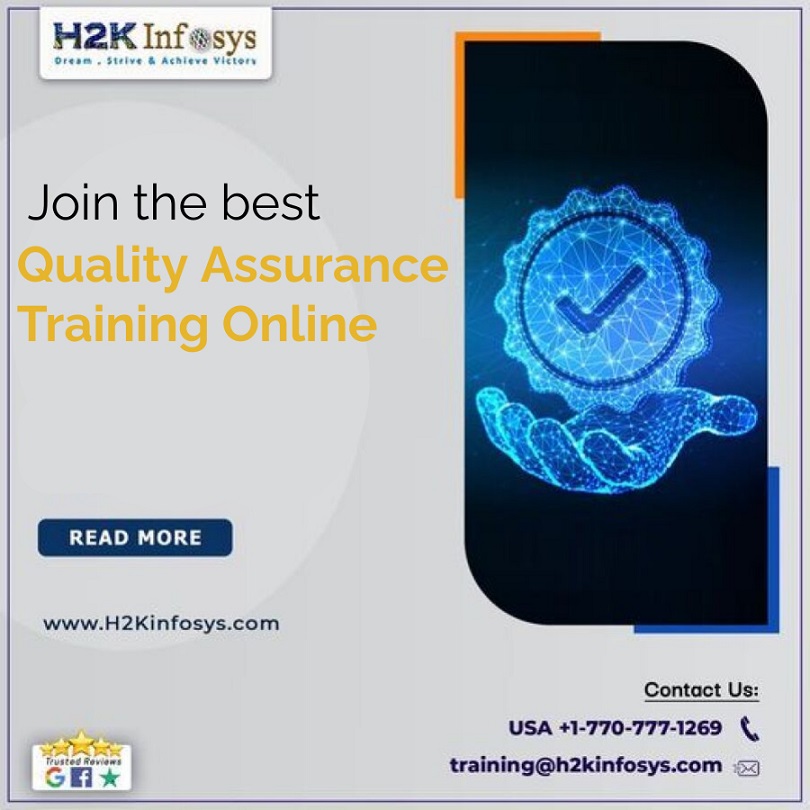 H2K Infosys
Dream , Strive & Achieve Victory
Join the best
Quality Assurance
Training Online
READ MORE
www.H2Kinfosys.com
Contact Us:
USA +1-770-777-1269
training@h2kinfosys.com
Trusted Reviews